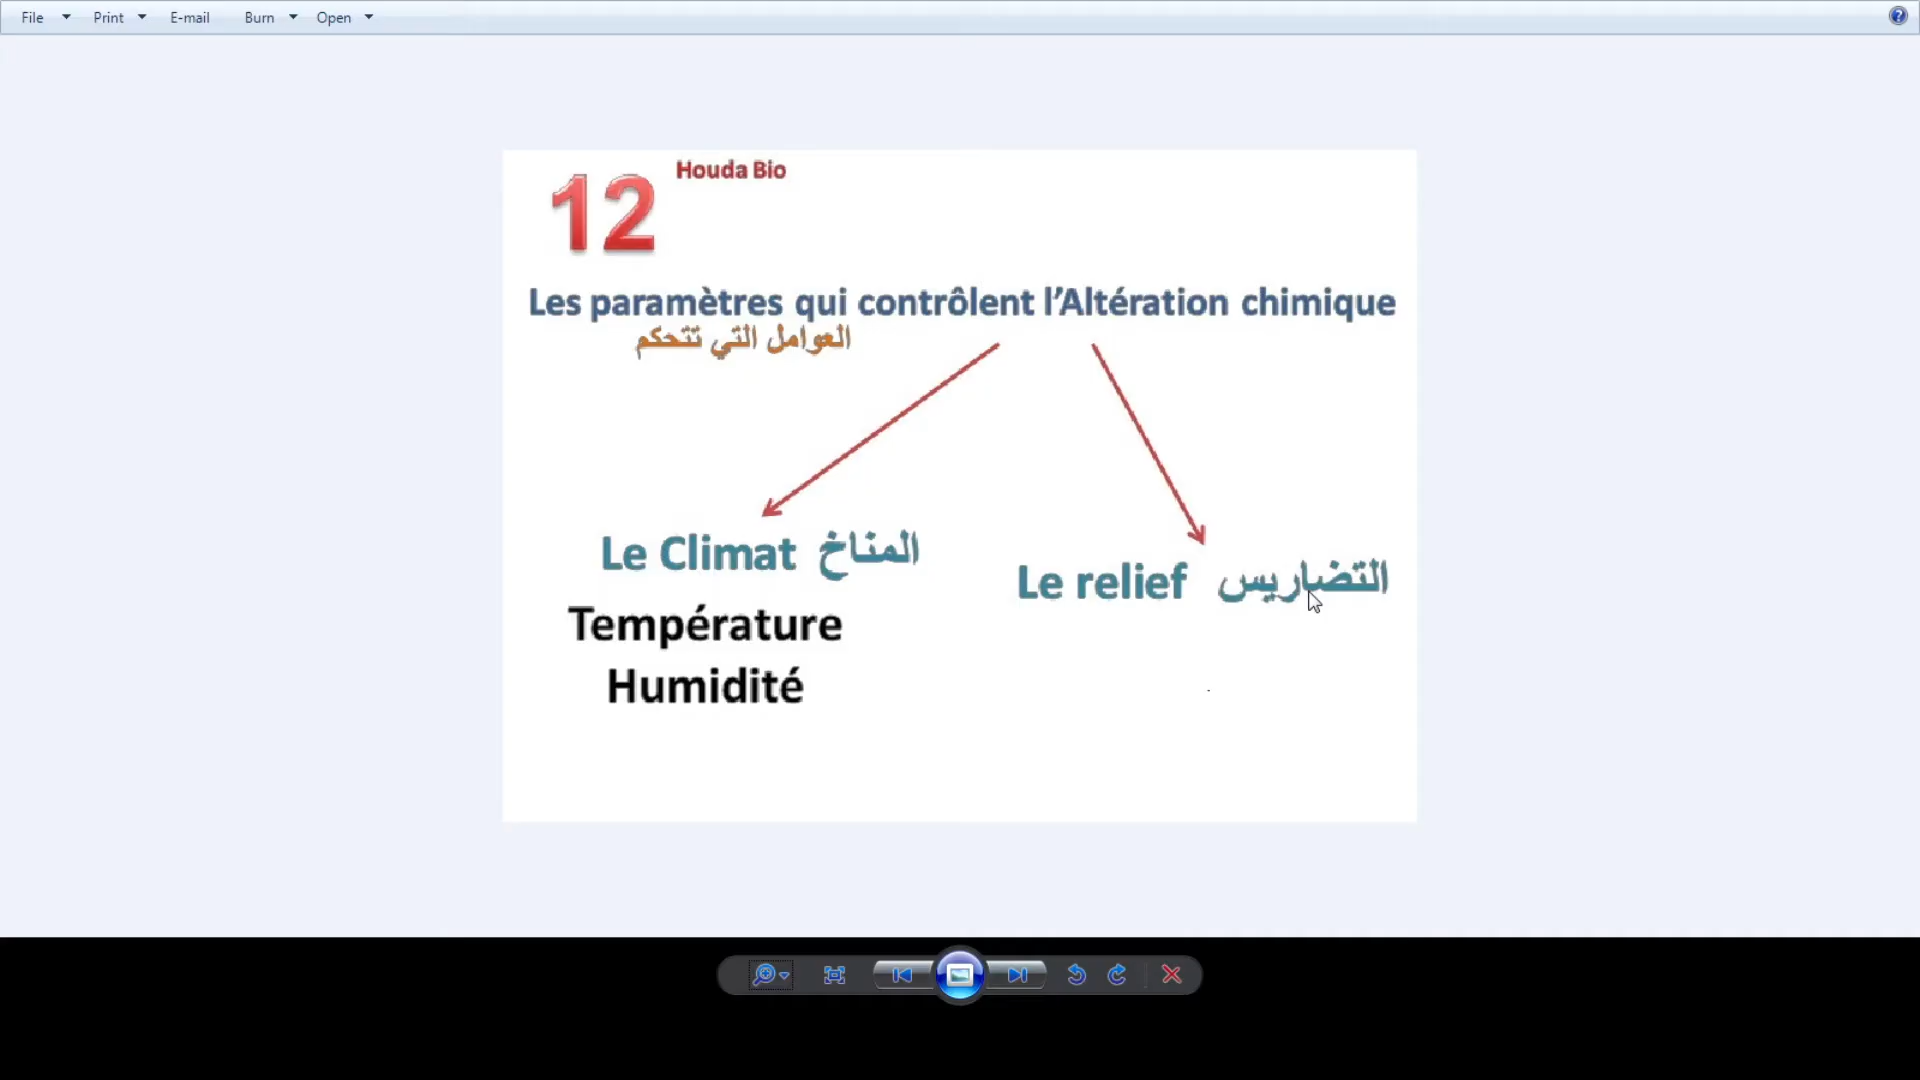 File Print E-mail Burn Open
12 Houda Bio
Les paramètres qui contrôlent l’Altération chimique
العوامل التي تتحكم
Le Climat المناخ
Le relief التضاريس
Température
Humidité